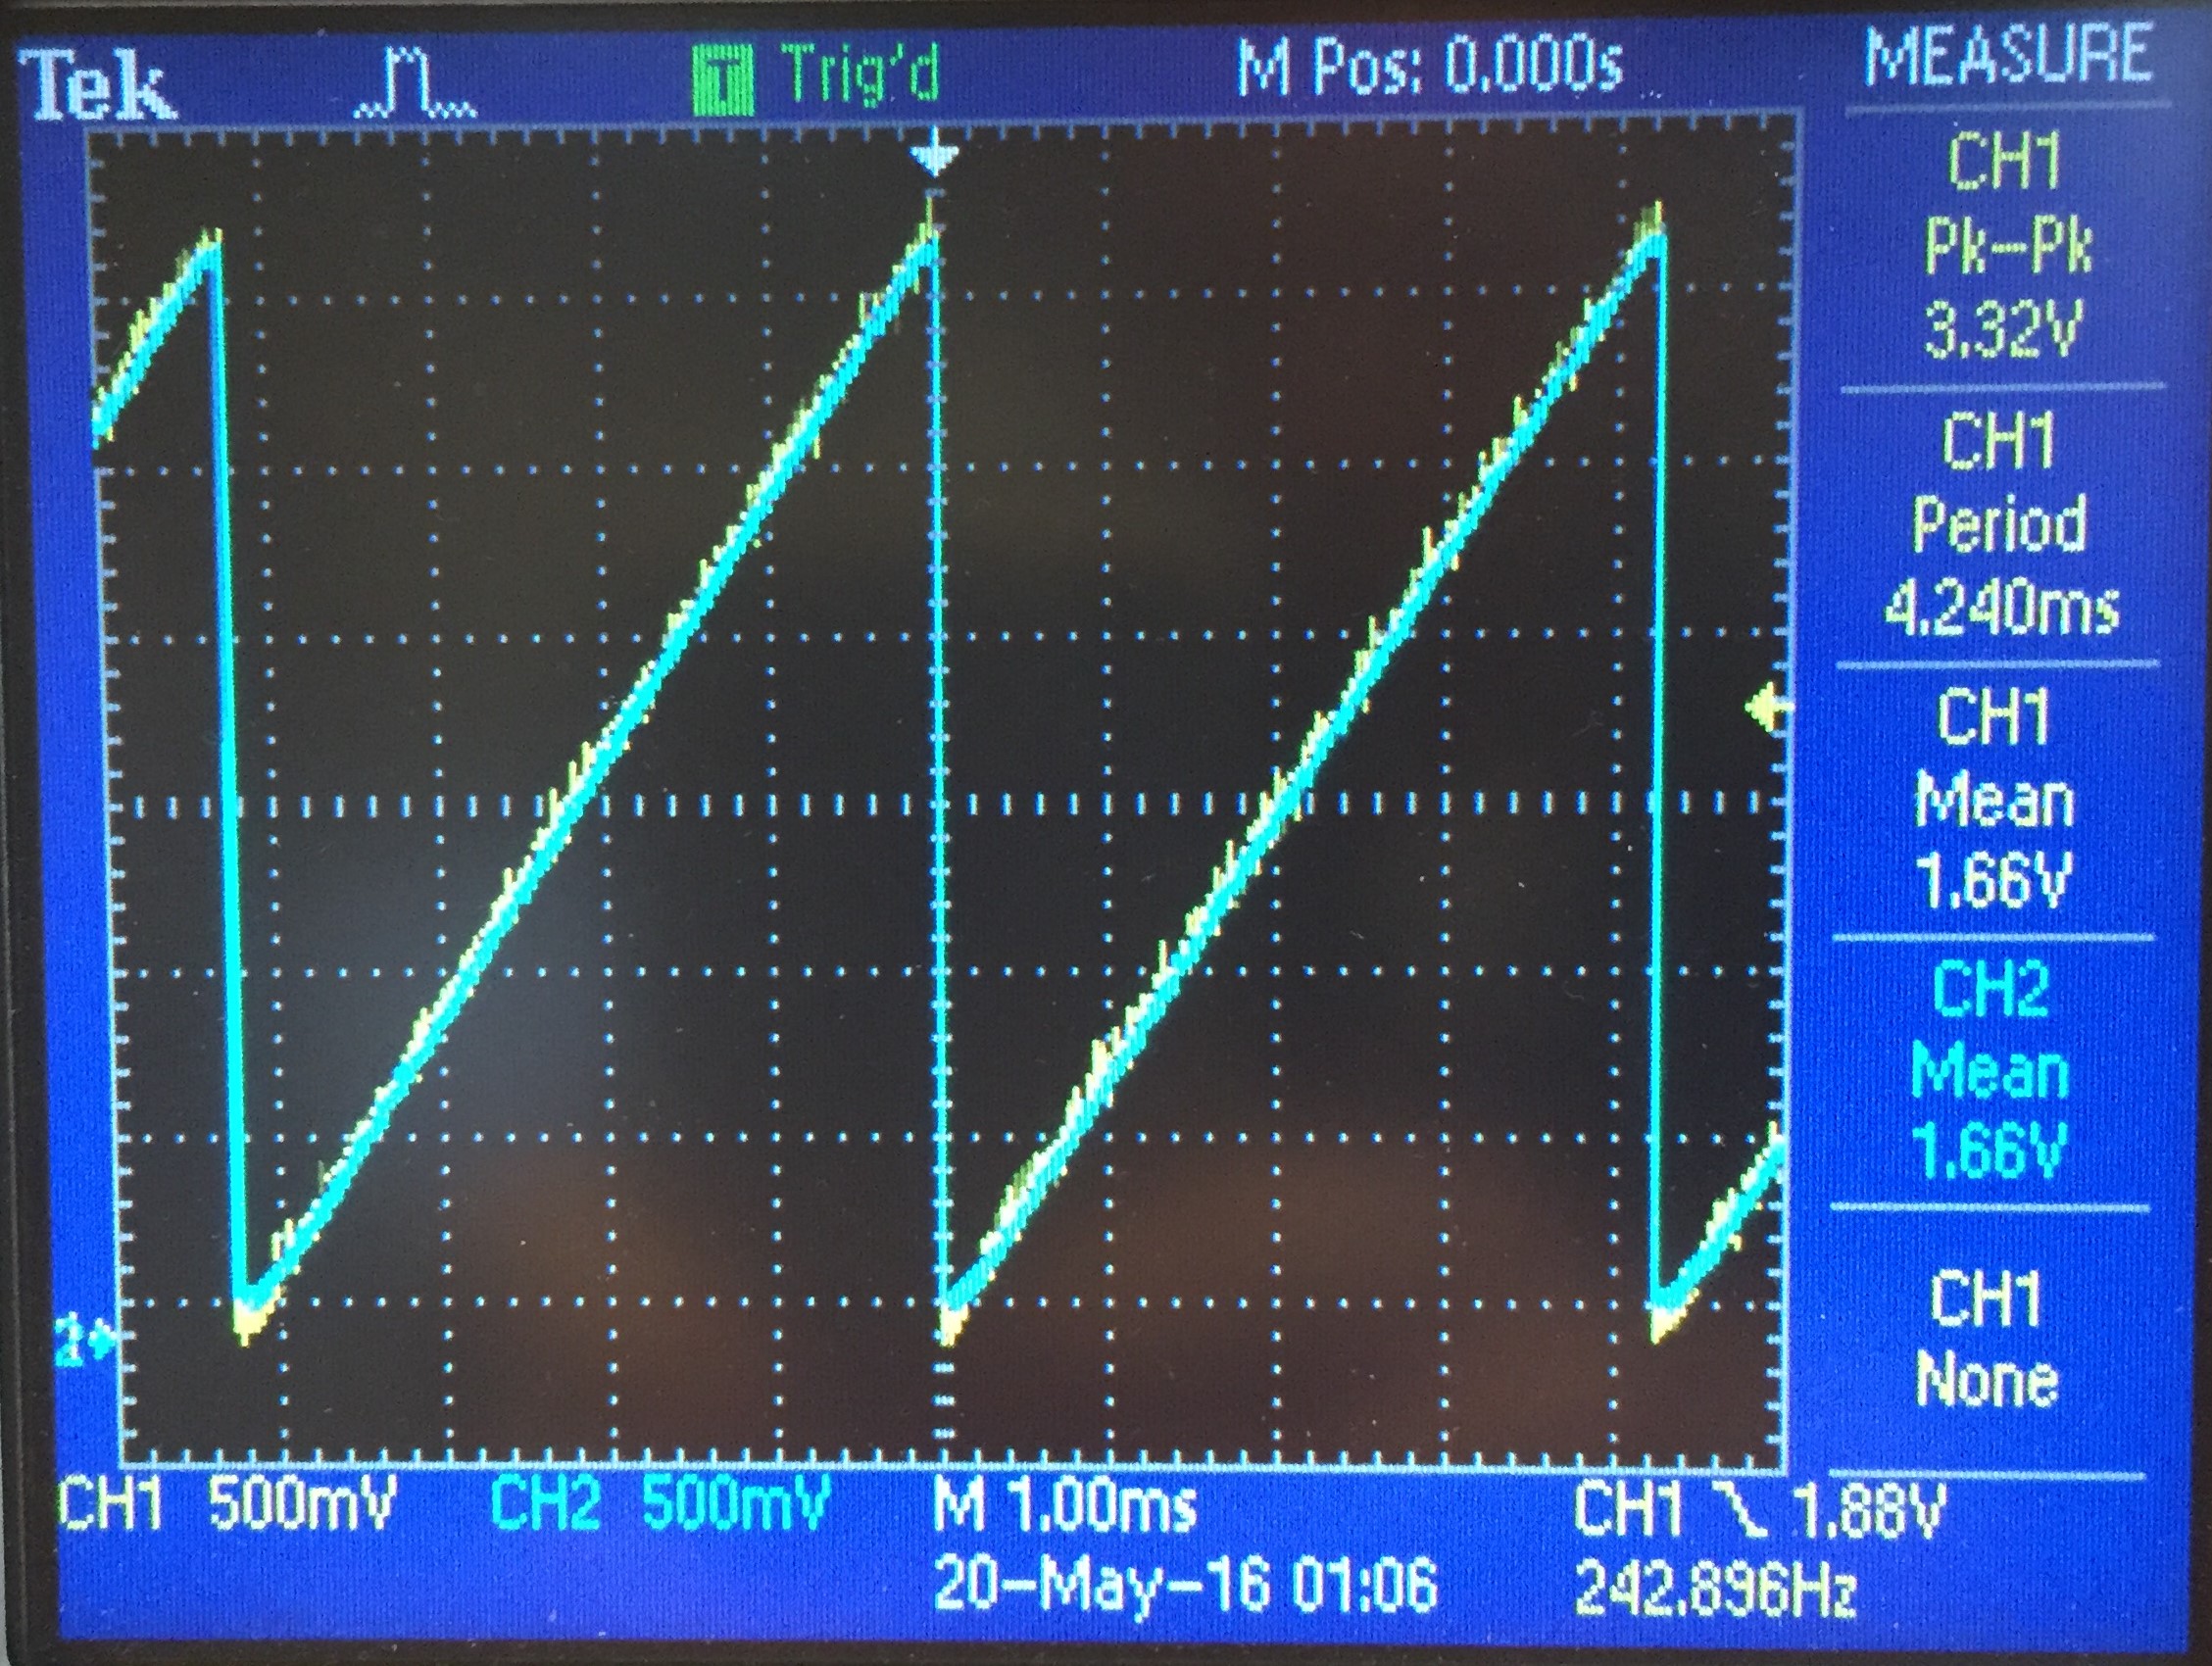 Tek T Trig'd M Pos: 0.000s MEASURE
CH1
Pk-Pk
3.32V
CH1
Period
4.240ms
CH1
Mean
1.66V
CH2
Mean
1.66V
CH1
None
2
CH1 500mV CH2 500mV M 1.00ms CH1 1.88V
20-May-16 01:06 242.896Hz